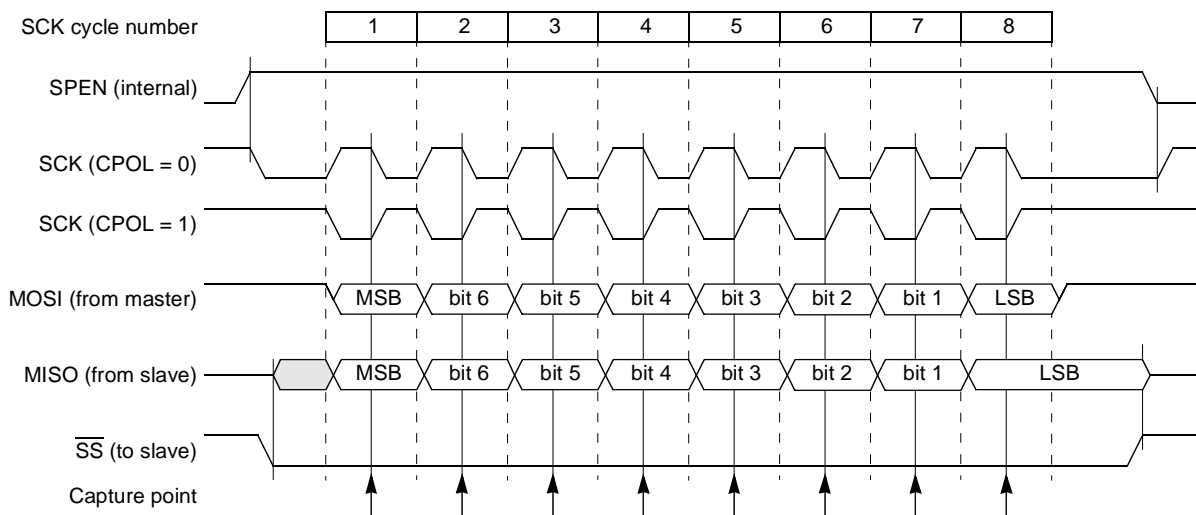 SCK cycle number 1 2 3 4 5 6 7 8
SPEN (internal)
SCK (CPOL = 0)
SCK (CPOL = 1)
MOSI (from master) MSB bit 6 bit 5 bit 4 bit 3 bit 2 bit 1 LSB
MISO (from slave) MSB bit 6 bit 5 bit 4 bit 3 bit 2 bit 1 LSB
SS (to slave)
Capture point